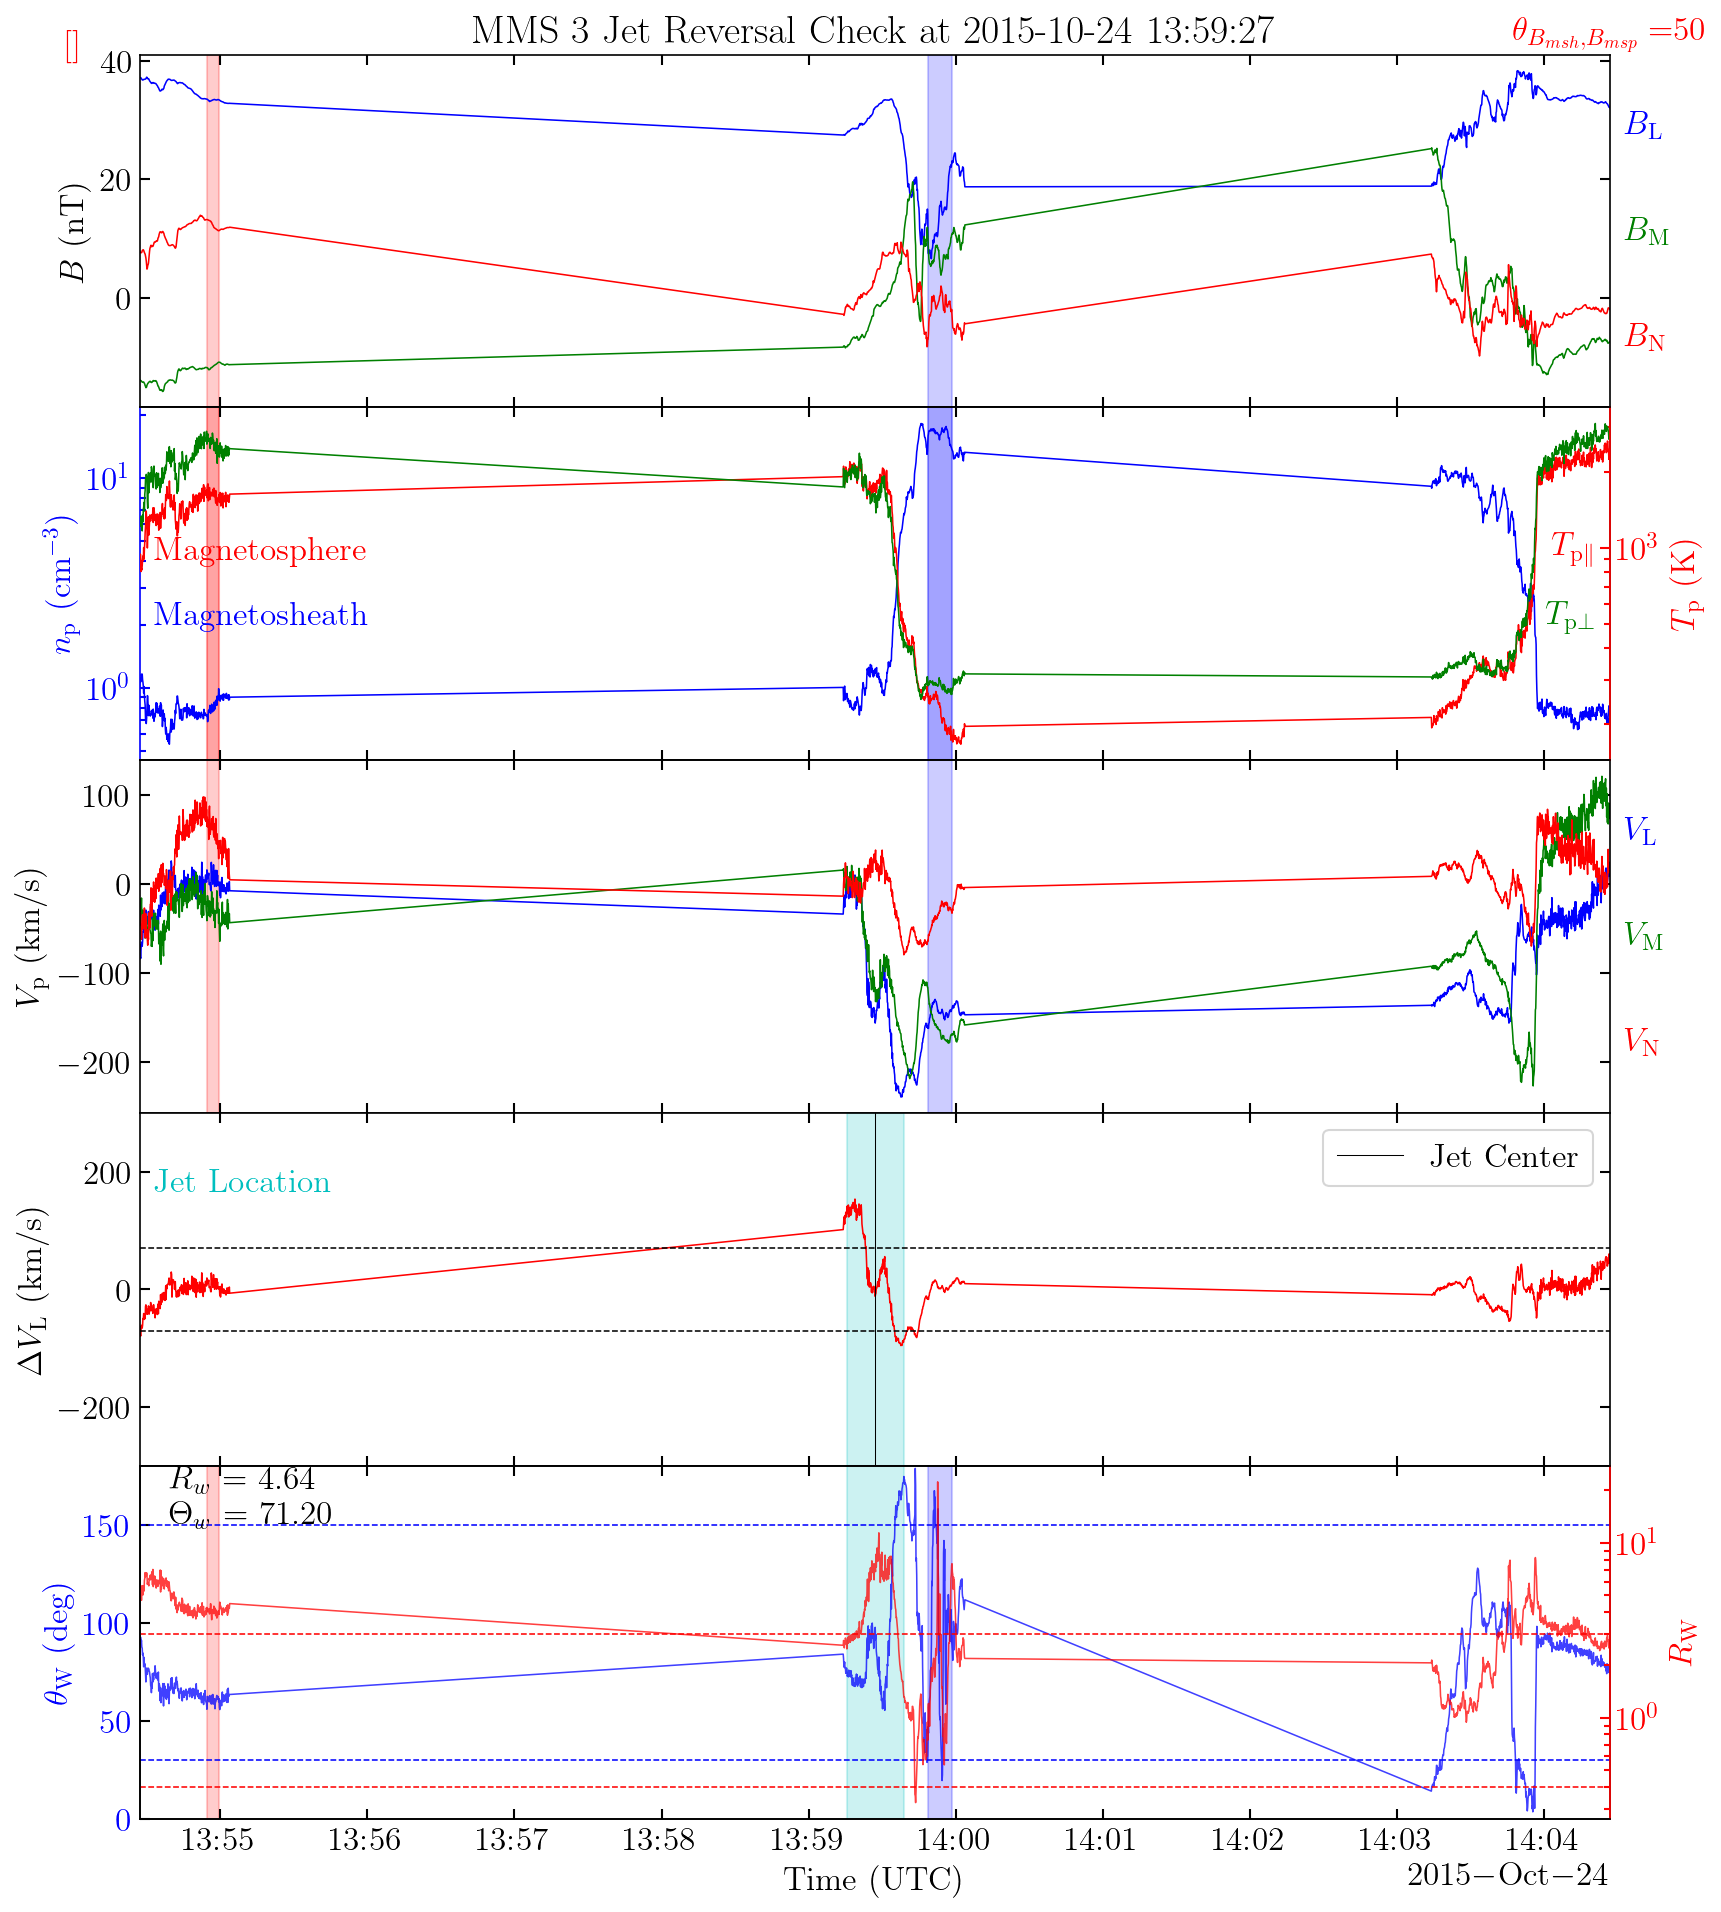 MMS 3 Jet Reversal Check at 2015-10-24 13:59:27
θ_{B_{msh},B_{msp}} =50
40
20
0
B (nT)
B_L
B_M
B_N
10^1
10^0
n_p (cm^{-3})
Magnetosphere
Magnetosheath
T_{p∥}
T_{p⊥}
10^3
T_p (K)
100
0
−100
−200
V_p (km/s)
V_L
V_M
V_N
200
0
−200
ΔV_L (km/s)
Jet Location
Jet Center
R_w = 4.64
Θ_w = 71.20
150
100
50
0
θ_W (deg)
10^1
10^0
R_W
13:55 13:56 13:57 13:58 13:59 14:00 14:01 14:02 14:03 14:04
Time (UTC)
2015−Oct−24